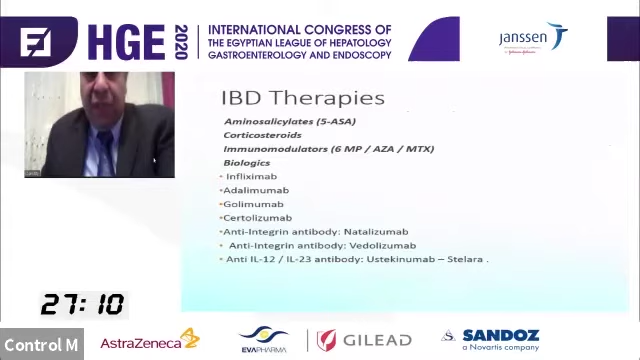 HGE 2020
INTERNATIONAL CONGRESS OF
THE EGYPTIAN LEAGUE OF HEPATOLOGY
GASTROENTEROLOGY AND ENDOSCOPY
janssen
IBD Therapies
Aminosalicylates (5-ASA)
Corticosteroids
Immunomodulators (6 MP / AZA / MTX)
Biologics
• Infliximab
•Adalimumab
•Golimumab
•Certolizumab
•Anti-Integrin antibody: Natalizumab
• Anti-Integrin antibody: Vedolizumab
• Anti IL-12 / IL-23 antibody: Ustekinumab – Stelara .
27:10
Control M
AstraZeneca
EVAPHARMA
GILEAD
S SANDOZ
a Novartis company